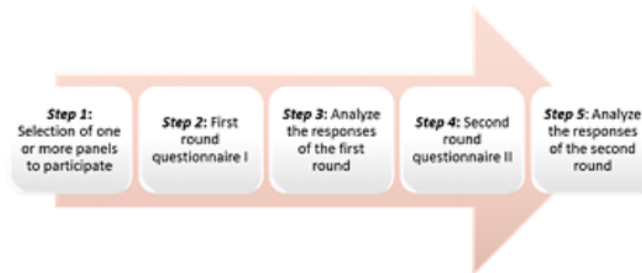 Step 1:
Selection of one
or more panels
to participate
Step 2: First
round
questionnaire I
Step 3: Analyze
the responses
of the first
round
Step 4: Second
round
questionnaire II
Step 5: Analyze
the responses
of the second
round